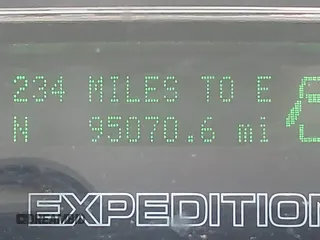 234 MILES TO E
N 95070.6 mi
EXPEDITION